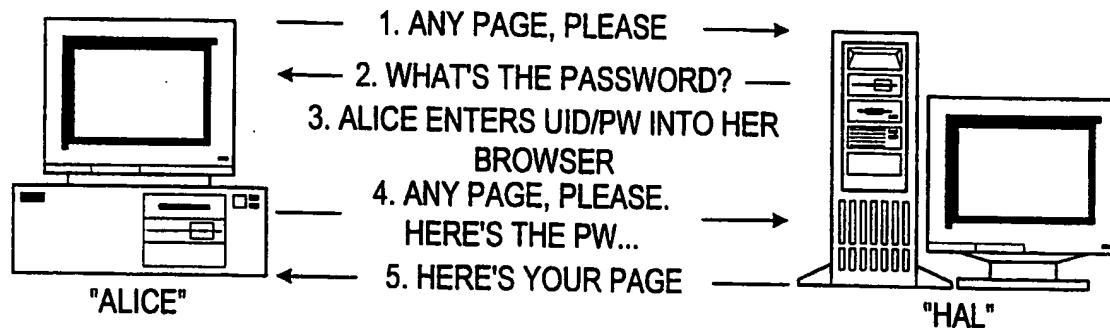 1. ANY PAGE, PLEASE
2. WHAT'S THE PASSWORD?
3. ALICE ENTERS UID/PW INTO HER
BROWSER
4. ANY PAGE, PLEASE.
HERE'S THE PW...
5. HERE'S YOUR PAGE
"ALICE"
"HAL"